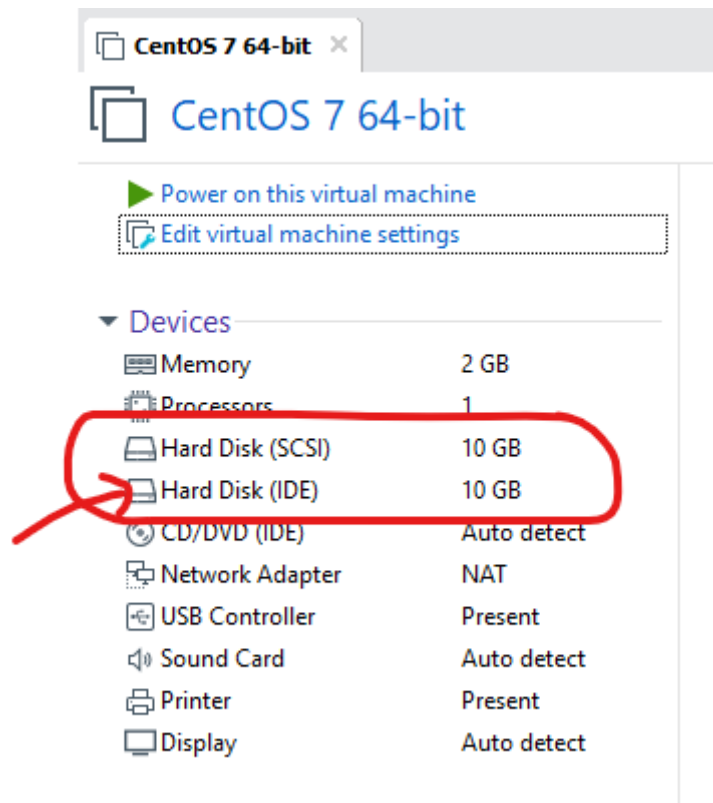 CentOS 7 64-bit ×
CentOS 7 64-bit
Power on this virtual machine
Edit virtual machine settings
Devices
Memory 2 GB
Processors 1
Hard Disk (SCSI) 10 GB
Hard Disk (IDE) 10 GB
CD/DVD (IDE) Auto detect
Network Adapter NAT
USB Controller Present
Sound Card Auto detect
Printer Present
Display Auto detect